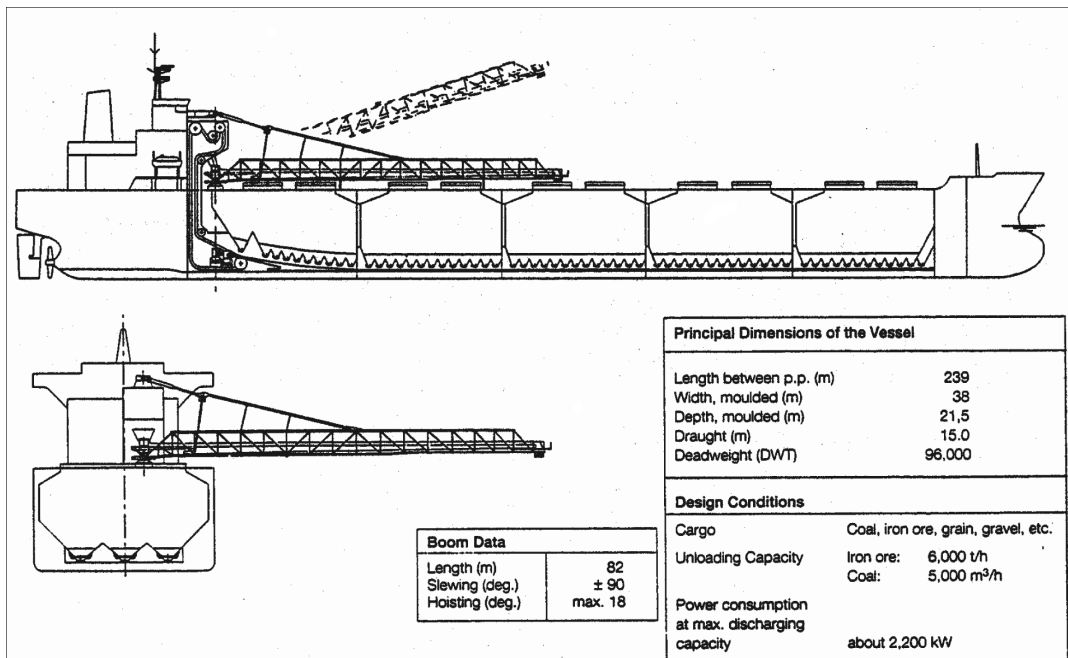 Principal Dimensions of the Vessel
Length between p.p. (m) 239
Width, moulded (m) 38
Depth, moulded (m) 21,5
Draught (m) 15.0
Deadweight (DWT) 96,000
Design Conditions
Cargo Coal, iron ore, grain, gravel, etc.
Unloading Capacity Iron ore: 6,000 t/h
Coal: 5,000 m³/h
Power consumption
at max. discharging
capacity about 2,200 kW
Boom Data
Length (m) 82
Slewing (deg.) ± 90
Hoisting (deg.) max. 18